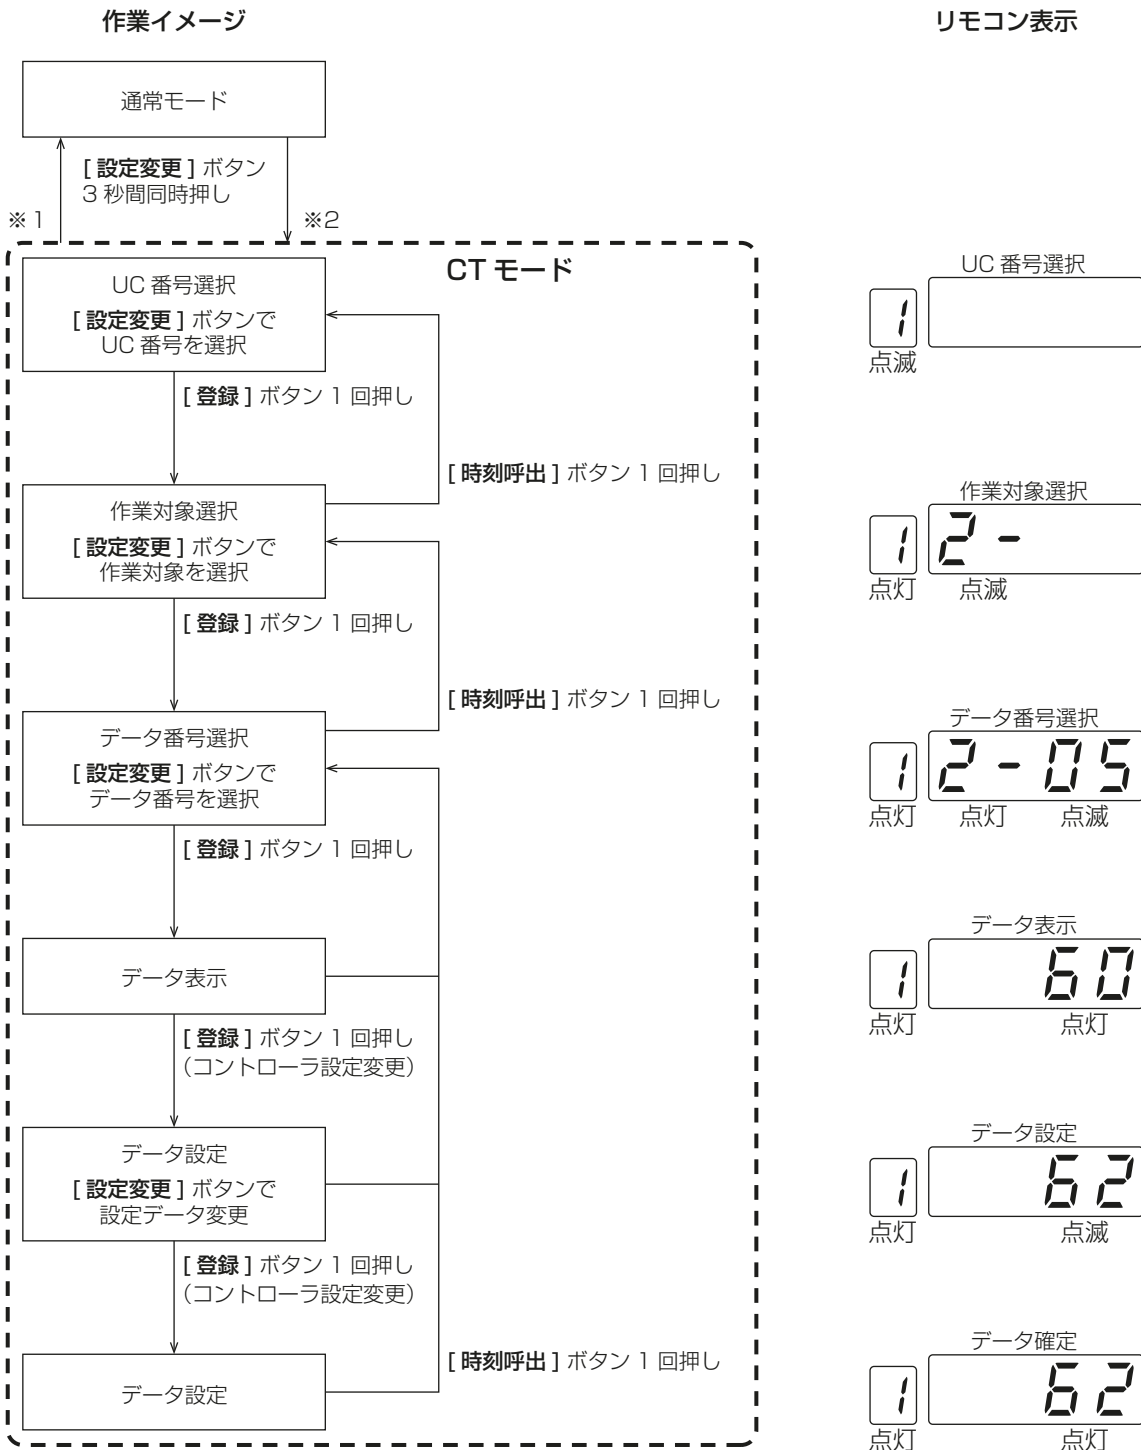 作業イメージ
リモコン表示
通常モード
[ 設定変更 ] ボタン
3 秒間同時押し
※1
※2
CT モード
UC 番号選択
[ 設定変更 ] ボタンで
UC 番号を選択
[ 登録 ] ボタン 1 回押し
[ 時刻呼出 ] ボタン 1 回押し
作業対象選択
[ 設定変更 ] ボタンで
作業対象を選択
[ 登録 ] ボタン 1 回押し
[ 時刻呼出 ] ボタン 1 回押し
データ番号選択
[ 設定変更 ] ボタンで
データ番号を選択
[ 登録 ] ボタン 1 回押し
データ表示
[ 登録 ] ボタン 1 回押し
（コントローラ設定変更）
データ設定
[ 設定変更 ] ボタンで
設定データ変更
[ 登録 ] ボタン 1 回押し
（コントローラ設定変更）
[ 時刻呼出 ] ボタン 1 回押し
データ設定
UC 番号選択
1
点滅
作業対象選択
1 2 -
点灯 点滅
データ番号選択
1 2 - 05
点灯 点灯 点滅
データ表示
1 60
点灯 点灯
データ設定
1 62
点灯 点滅
データ確定
1 62
点灯 点灯